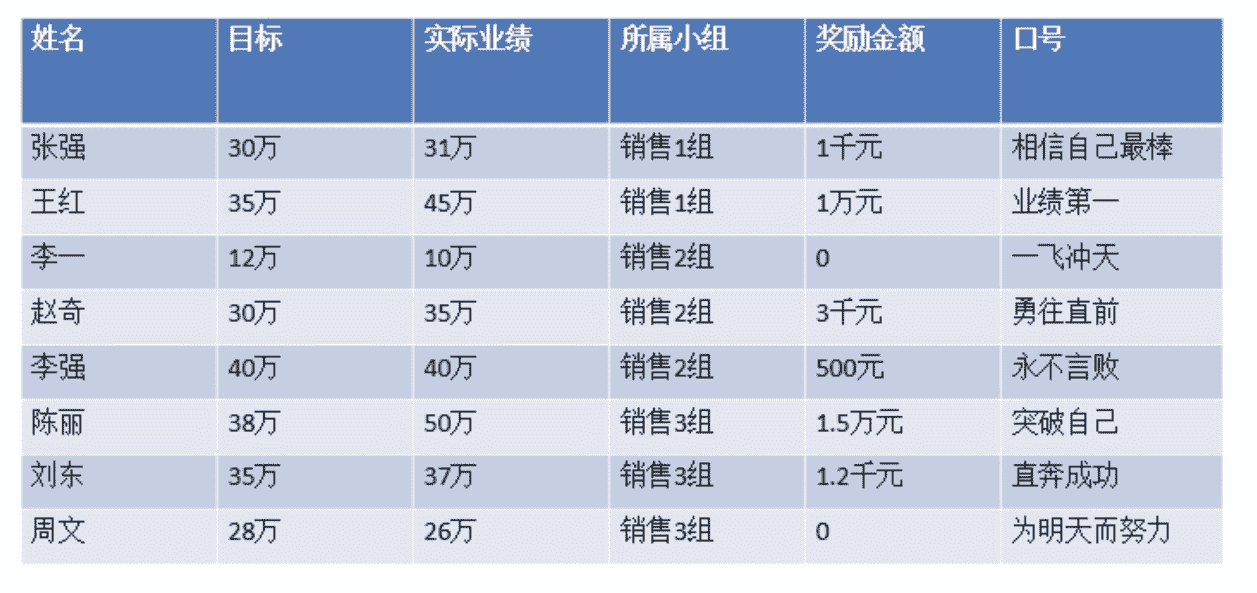 姓名 目标 实际业绩 所属小组 奖励金额 口号
张强 30万 31万 销售1组 1千元 相信自己最棒
王红 35万 45万 销售1组 1万元 业绩第一
李一 12万 10万 销售2组 0 一飞冲天
赵奇 30万 35万 销售2组 3千元 勇往直前
李强 40万 40万 销售2组 500元 永不言败
陈丽 38万 50万 销售3组 1.5万元 突破自己
刘东 35万 37万 销售3组 1.2千元 直奔成功
周文 28万 26万 销售3组 0 为明天而努力